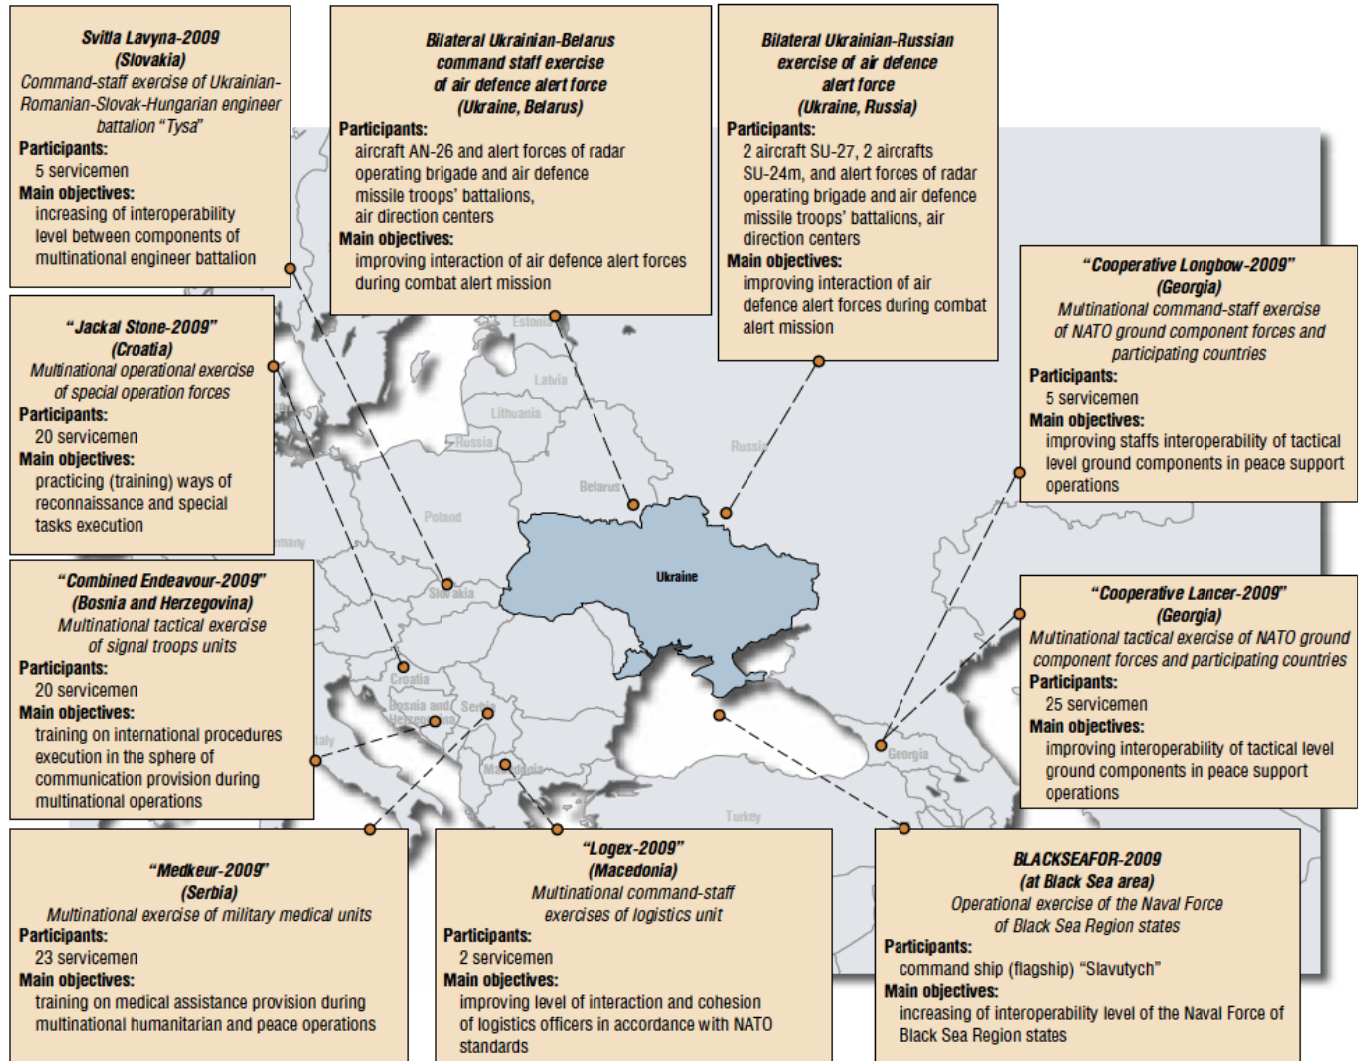 Svitla Lavyna-2009
(Slovakia)
Command-staff exercise of Ukrainian-
Romanian-Slovak-Hungarian engineer
battalion “Tysa”
Participants:
5 servicemen
Main objectives:
increasing of interoperability
level between components of
multinational engineer battalion
Bilateral Ukrainian-Belarus
command staff exercise
of air defence alert force
(Ukraine, Belarus)
Participants:
aircraft AN-26 and alert forces of radar
operating brigade and air defence
missile troops’ battalions,
air direction centers
Main objectives:
improving interaction of air defence alert forces
during combat alert mission
Bilateral Ukrainian-Russian
exercise of air defence
alert force
(Ukraine, Russia)
Participants:
2 aircraft SU-27, 2 aircrafts
SU-24m, and alert forces of radar
operating brigade and air defence
missile troops’ battalions, air
direction centers
Main objectives:
improving interaction of air
defence alert forces during combat
alert mission
“Cooperative Longbow-2009”
(Georgia)
Multinational command-staff exercise
of NATO ground component forces and
participating countries
Participants:
5 servicemen
Main objectives:
improving staffs interoperability of tactical
level ground components in peace support
operations
“Jackal Stone-2009”
(Croatia)
Multinational operational exercise
of special operation forces
Participants:
20 servicemen
Main objectives:
practicing (training) ways of
reconnaissance and special
tasks execution
“Combined Endeavour-2009”
(Bosnia and Herzegovina)
Multinational tactical exercise
of signal troops units
Participants:
20 servicemen
Main objectives:
training on international procedures
execution in the sphere of
communication provision during
multinational operations
“Cooperative Lancer-2009”
(Georgia)
Multinational tactical exercise of NATO ground
component forces and participating countries
Participants:
25 servicemen
Main objectives:
improving interoperability of tactical level
ground components in peace support
operations
“Medkeur-2009”
(Serbia)
Multinational exercise of military medical units
Participants:
23 servicemen
Main objectives:
training on medical assistance provision during
multinational humanitarian and peace operations
“Logex-2009”
(Macedonia)
Multinational command-staff
exercises of logistics unit
Participants:
2 servicemen
Main objectives:
improving level of interaction and cohesion
of logistics officers in accordance with NATO
standards
BLACKSEAFOR-2009
(at Black Sea area)
Operational exercise of the Naval Force
of Black Sea Region states
Participants:
command ship (flagship) “Slavutych”
Main objectives:
increasing of interoperability level of the Naval Force of
Black Sea Region states
Estonia
Latvia
Lithuania
Russia
Russia
Belarus
Poland
many
Slovakia
Ukraine
Croatia
Bosnia and
Herzegovina
Serbia
Italy
Macedonia
Georgia
Turkey